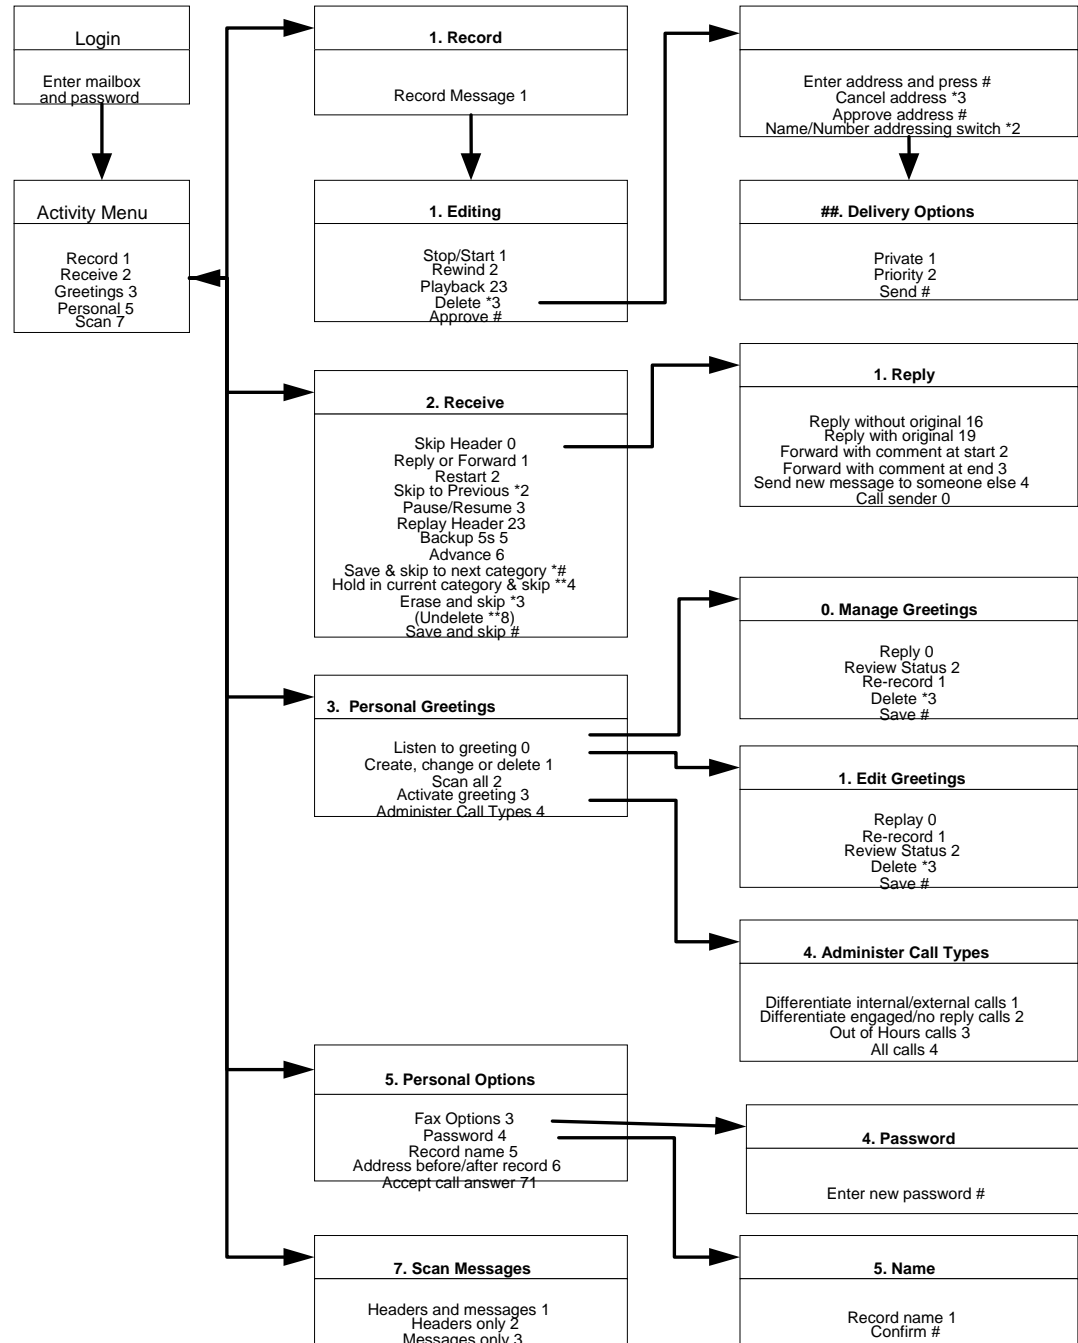 Login
Enter mailbox
and password
Activity Menu
Record 1
Receive 2
Greetings 3
Personal 5
Scan 7
1. Record
Record Message 1
1. Editing
Stop/Start 1
Rewind 2
Playback 23
Delete *3
Approve #
Enter address and press #
Cancel address *3
Approve address #
Name/Number addressing switch *2
##. Delivery Options
Private 1
Priority 2
Send #
2. Receive
Skip Header 0
Reply or Forward 1
Restart 2
Skip to Previous *2
Pause/Resume 3
Replay Header 23
Backup 5s 5
Advance 6
Save & skip to next category *#
Hold in current category & skip **4
Erase and skip *3
(Undelete **8)
Save and skip #
1. Reply
Reply without original 16
Reply with original 19
Forward with comment at start 2
Forward with comment at end 3
Send new message to someone else 4
Call sender 0
3. Personal Greetings
Listen to greeting 0
Create, change or delete 1
Scan all 2
Activate greeting 3
Administer Call Types 4
0. Manage Greetings
Reply 0
Review Status 2
Re-record 1
Delete *3
Save #
1. Edit Greetings
Replay 0
Re-record 1
Review Status 2
Delete *3
Save #
4. Administer Call Types
Differentiate internal/external calls 1
Differentiate engaged/no reply calls 2
Out of Hours calls 3
All calls 4
5. Personal Options
Fax Options 3
Password 4
Record name 5
Address before/after record 6
Accept call answer 71
4. Password
Enter new password #
7. Scan Messages
Headers and messages 1
Headers only 2
Messages only 3
5. Name
Record name 1
Confirm #